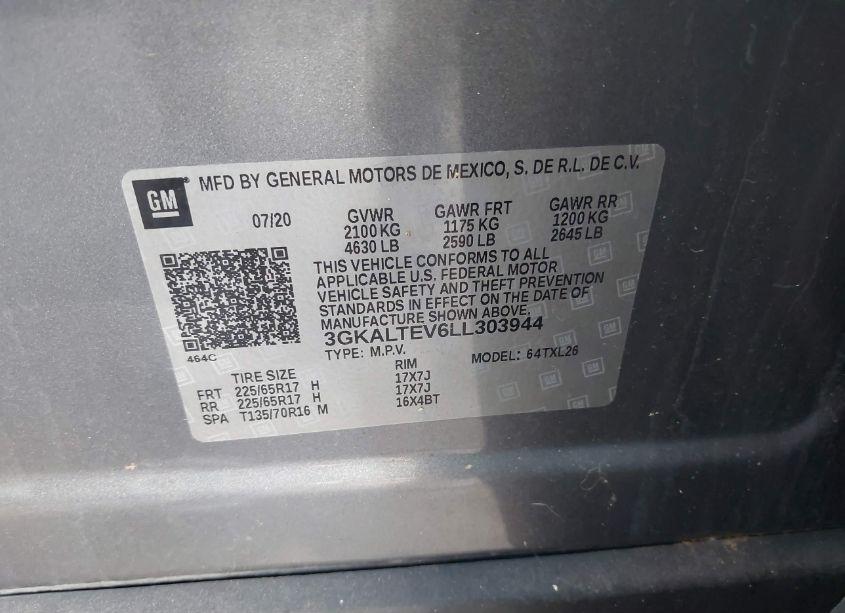 GM
MFD BY GENERAL MOTORS DE MEXICO, S. DE R.L. DE C.V.
07/20 GVWR GAWR FRT GAWR RR
2100 KG 1175 KG 1200 KG
4630 LB 2590 LB 2645 LB
THIS VEHICLE CONFORMS TO ALL
APPLICABLE U.S. FEDERAL MOTOR
VEHICLE SAFETY AND THEFT PREVENTION
STANDARDS IN EFFECT ON THE DATE OF
MANUFACTURE SHOWN ABOVE.
3GKALTEV6LL303944
464C
TYPE: M.P.V. MODEL: 64TXL26
TIRE SIZE RIM
FRT 225/65R17 H 17X7J
RR 225/65R17 H 17X7J
SPA T135/70R16 M 16X4BT